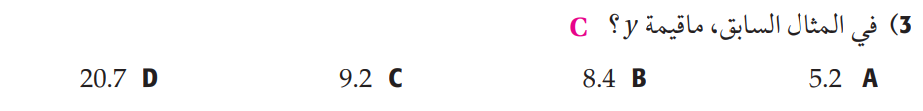 3) في المثال السابق، ماقيمة y ؟ C
5.2 A 8.4 B 9.2 C 20.7 D